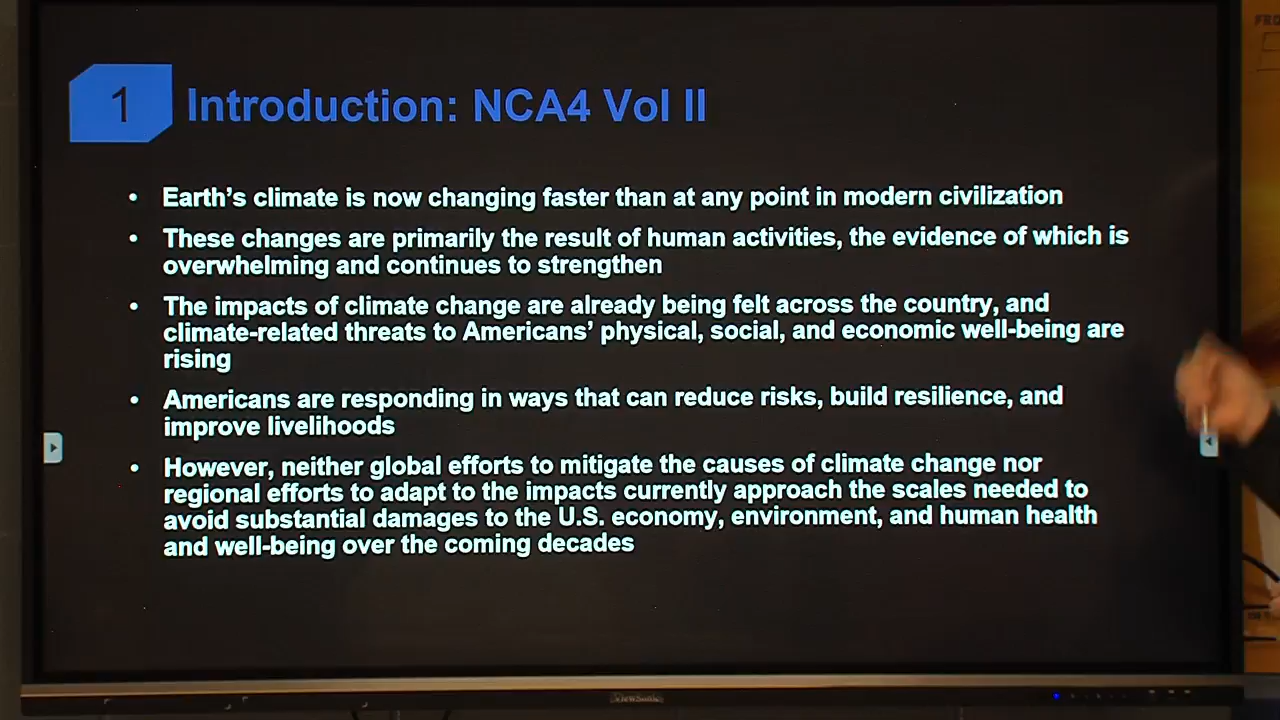 1
Introduction: NCA4 Vol II
• Earth's climate is now changing faster than at any point in modern civilization
• These changes are primarily the result of human activities, the evidence of which is
overwhelming and continues to strengthen
• The impacts of climate change are already being felt across the country, and
climate-related threats to Americans' physical, social, and economic well-being are
rising
• Americans are responding in ways that can reduce risks, build resilience, and
improve livelihoods
• However, neither global efforts to mitigate the causes of climate change nor
regional efforts to adapt to the impacts currently approach the scales needed to
avoid substantial damages to the U.S. economy, environment, and human health
and well-being over the coming decades
ViewSonic